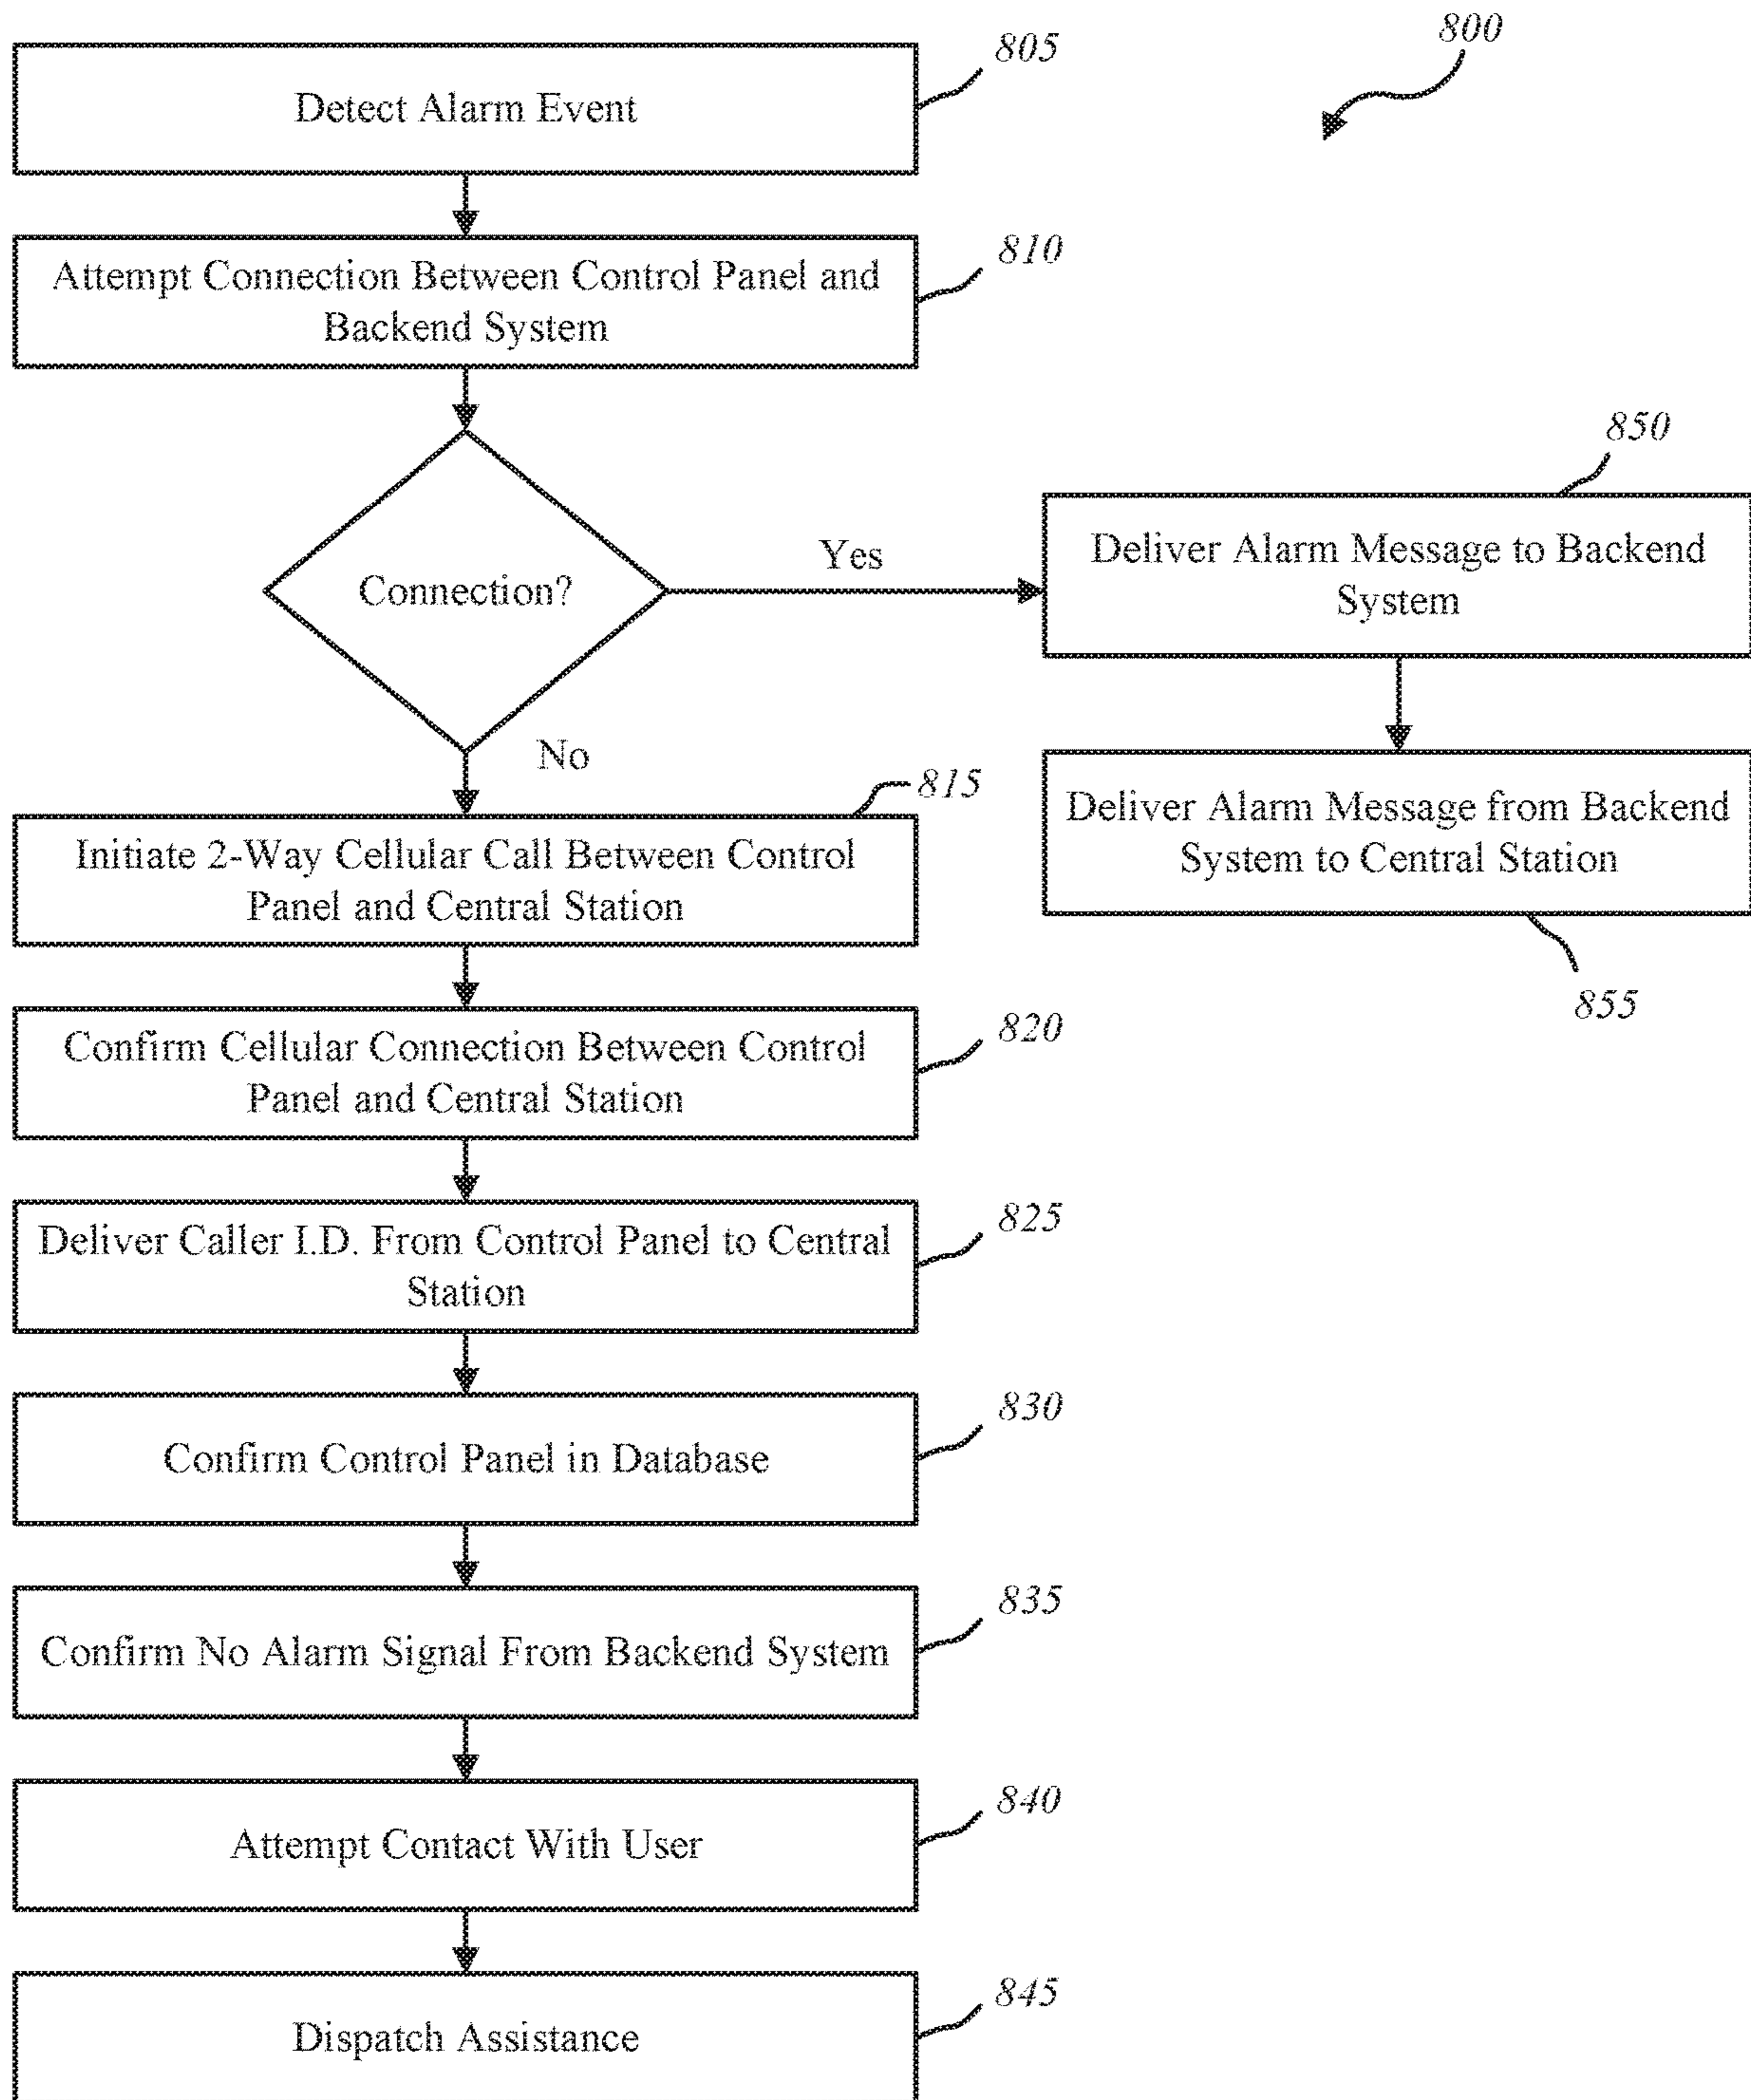 800
805
Detect Alarm Event
810
Attempt Connection Between Control Panel and
Backend System
Connection?
Yes
No
850
Deliver Alarm Message to Backend
System
Deliver Alarm Message from Backend
System to Central Station
855
815
Initiate 2-Way Cellular Call Between Control
Panel and Central Station
820
Confirm Cellular Connection Between Control
Panel and Central Station
825
Deliver Caller I.D. From Control Panel to Central
Station
830
Confirm Control Panel in Database
835
Confirm No Alarm Signal From Backend System
840
Attempt Contact With User
845
Dispatch Assistance